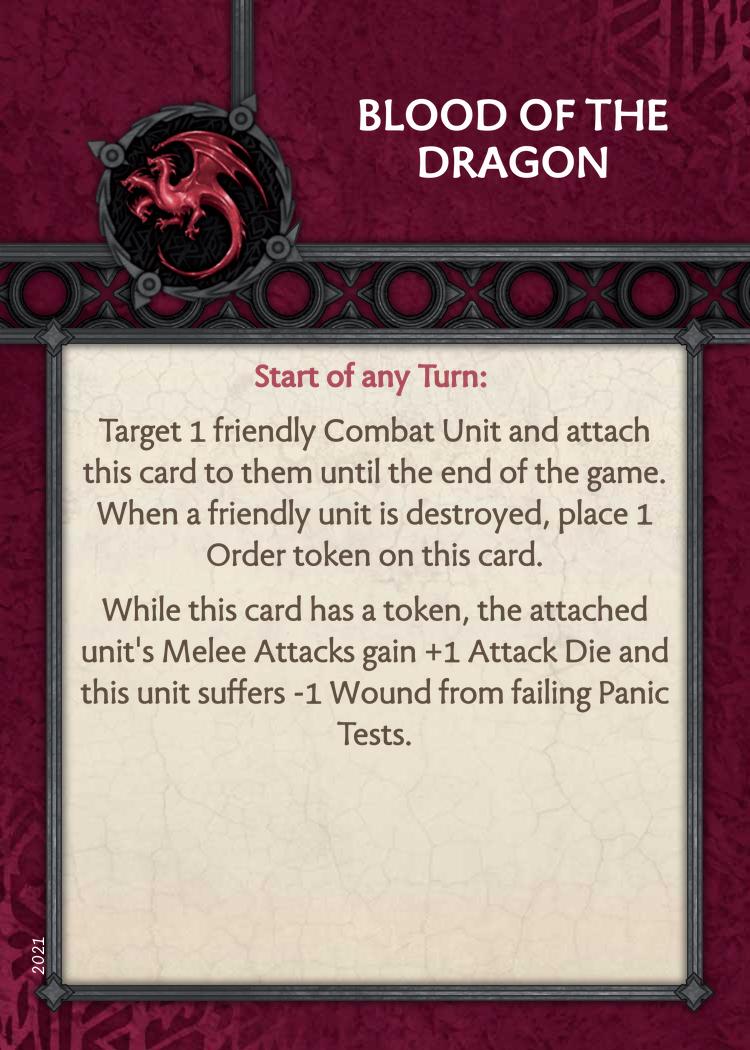 BLOOD OF THE
DRAGON
Start of any Turn:
Target 1 friendly Combat Unit and attach
this card to them until the end of the game.
When a friendly unit is destroyed, place 1
Order token on this card.
While this card has a token, the attached
unit's Melee Attacks gain +1 Attack Die and
this unit suffers -1 Wound from failing Panic
Tests.
2021